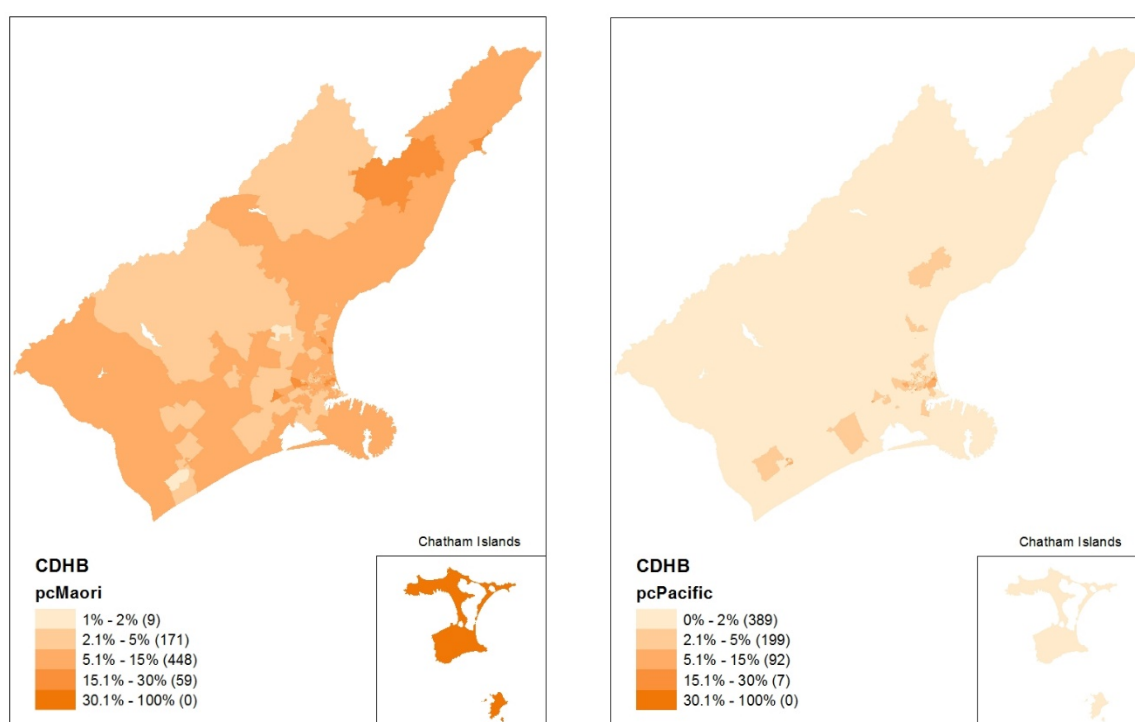 Chatham Islands
CDHB
pcMaori
1% - 2% (9)
2.1% - 5% (171)
5.1% - 15% (448)
15.1% - 30% (59)
30.1% - 100% (0)
Chatham Islands
CDHB
pcPacific
0% - 2% (389)
2.1% - 5% (199)
5.1% - 15% (92)
15.1% - 30% (7)
30.1% - 100% (0)